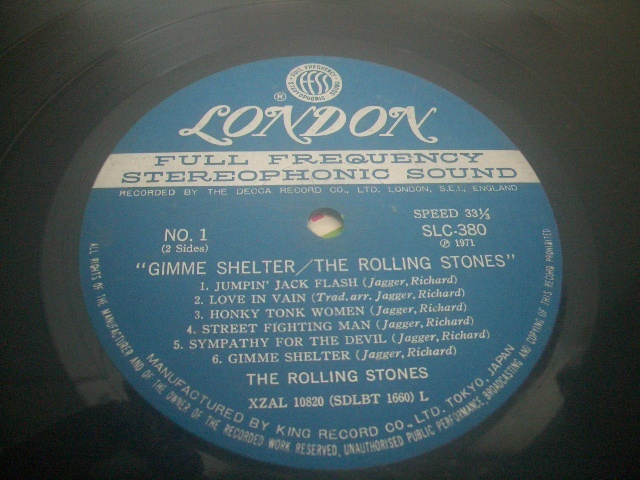 FULL FREQUENCY
ffss
STEREOPHONIC SOUND
®
LONDON
FULL FREQUENCY
STEREOPHONIC SOUND
RECORDED BY THE DECCA RECORD CO., LTD. LONDON, S.E.I., ENGLAND
NO. 1
(2 Sides)
SPEED 33⅓
SLC-380
℗ 1971
"GIMME SHELTER/THE ROLLING STONES"
1. JUMPIN' JACK FLASH (Jagger, Richard)
2. LOVE IN VAIN (Trad. arr. Jagger, Richard)
3. HONKY TONK WOMEN (Jagger, Richard)
4. STREET FIGHTING MAN (Jagger, Richard)
5. SYMPATHY FOR THE DEVIL (Jagger, Richard)
6. GIMME SHELTER (Jagger, Richard)
THE ROLLING STONES
XZAL 10820 (SDLBT 1660) L
MANUFACTURED BY KING RECORD CO., LTD. TOKYO, JAPAN
ALL RIGHTS OF THE MANUFACTURER AND OF THE OWNER OF THE RECORDED WORK RESERVED, UNAUTHORISED PUBLIC PERFORMANCE BROADCASTING AND COPYING OF THIS RECORD PROHIBITED